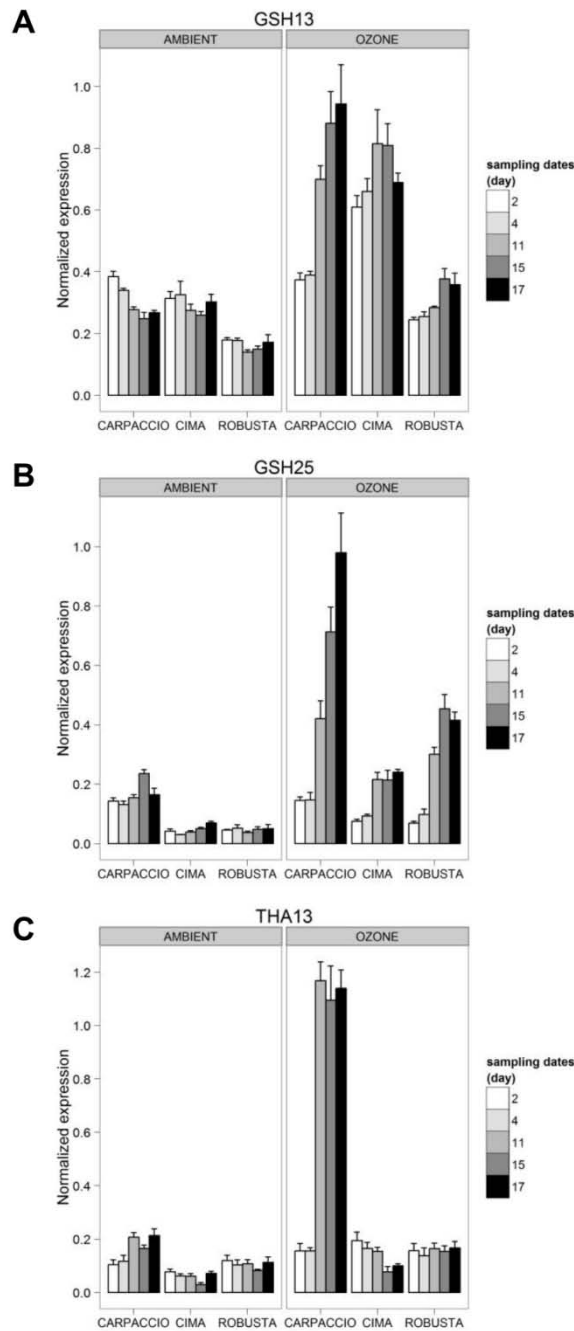 A
GSH13
AMBIENT OZONE
Normalized expression
1.0
0.8
0.6
0.4
0.2
0.0
CARPACCIO CIMA ROBUSTA CARPACCIO CIMA ROBUSTA
sampling dates
(day)
2
4
11
15
17
B
GSH25
AMBIENT OZONE
Normalized expression
1.0
0.8
0.6
0.4
0.2
0.0
CARPACCIO CIMA ROBUSTA CARPACCIO CIMA ROBUSTA
sampling dates
(day)
2
4
11
15
17
C
THA13
AMBIENT OZONE
Normalized expression
1.2
1.0
0.8
0.6
0.4
0.2
0.0
CARPACCIO CIMA ROBUSTA CARPACCIO CIMA ROBUSTA
sampling dates
(day)
2
4
11
15
17